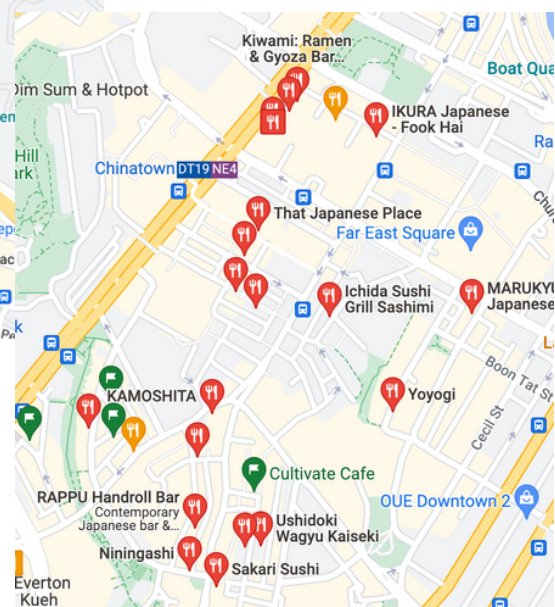 Kiwami: Ramen
& Gyoza Bar...
Boat Qua
Dim Sum & Hotpot
IKURA Japanese
- Fook Hai
Ra
Hill
ark
Chinatown DT19 NE4
That Japanese Place
Far East Square
Ichida Sushi
Grill Sashimi
MARUKYU
Japanese
Boon Tat St
Cecil St
KAMOSHITA
Yoyogi
Cultivate Cafe
RAPPU Handroll Bar
Contemporary
Japanese bar &...
OUE Downtown 2
Ushidoki
Wagyu Kaiseki
Niningashi
Sakari Sushi
Everton
Kueh